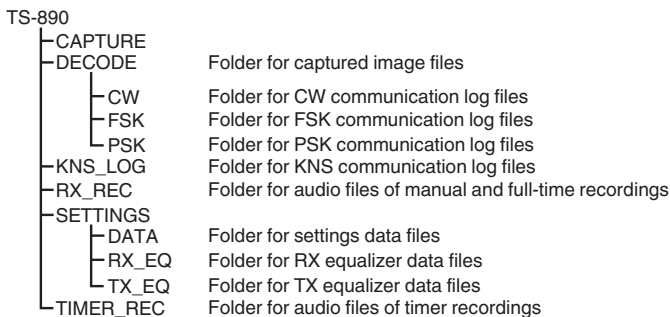 TS-890
CAPTURE
DECODE Folder for captured image files
CW Folder for CW communication log files
FSK Folder for FSK communication log files
PSK Folder for PSK communication log files
KNS_LOG Folder for KNS communication log files
RX_REC Folder for audio files of manual and full-time recordings
SETTINGS
DATA Folder for settings data files
RX_EQ Folder for RX equalizer data files
TX_EQ Folder for TX equalizer data files
TIMER_REC Folder for audio files of timer recordings